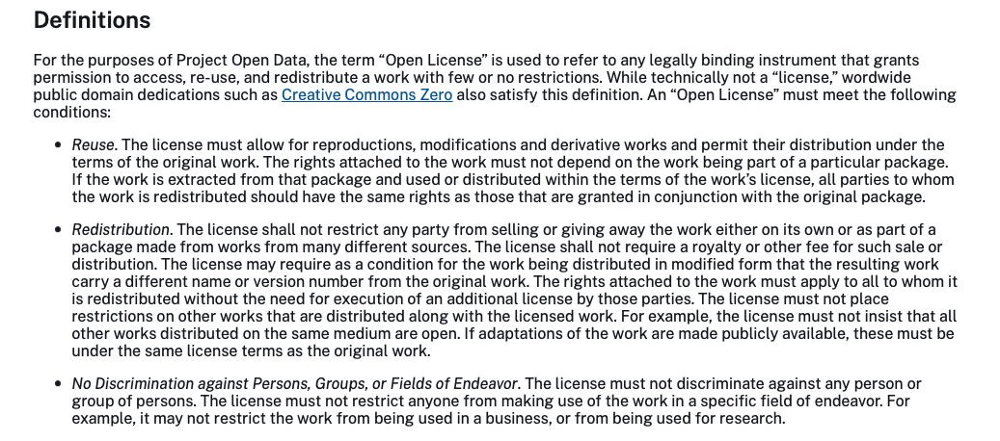 Definitions
For the purposes of Project Open Data, the term “Open License” is used to refer to any legally binding instrument that grants
permission to access, re-use, and redistribute a work with few or no restrictions. While technically not a “license,” wordwide
public domain dedications such as Creative Commons Zero also satisfy this definition. An “Open License” must meet the following
conditions:
• Reuse. The license must allow for reproductions, modifications and derivative works and permit their distribution under the
terms of the original work. The rights attached to the work must not depend on the work being part of a particular package.
If the work is extracted from that package and used or distributed within the terms of the work’s license, all parties to whom
the work is redistributed should have the same rights as those that are granted in conjunction with the original package.
• Redistribution. The license shall not restrict any party from selling or giving away the work either on its own or as part of a
package made from works from many different sources. The license shall not require a royalty or other fee for such sale or
distribution. The license may require as a condition for the work being distributed in modified form that the resulting work
carry a different name or version number from the original work. The rights attached to the work must apply to all to whom it
is redistributed without the need for execution of an additional license by those parties. The license must not place
restrictions on other works that are distributed along with the licensed work. For example, the license must not insist that all
other works distributed on the same medium are open. If adaptations of the work are made publicly available, these must be
under the same license terms as the original work.
• No Discrimination against Persons, Groups, or Fields of Endeavor. The license must not discriminate against any person or
group of persons. The license must not restrict anyone from making use of the work in a specific field of endeavor. For
example, it may not restrict the work from being used in a business, or from being used for research.